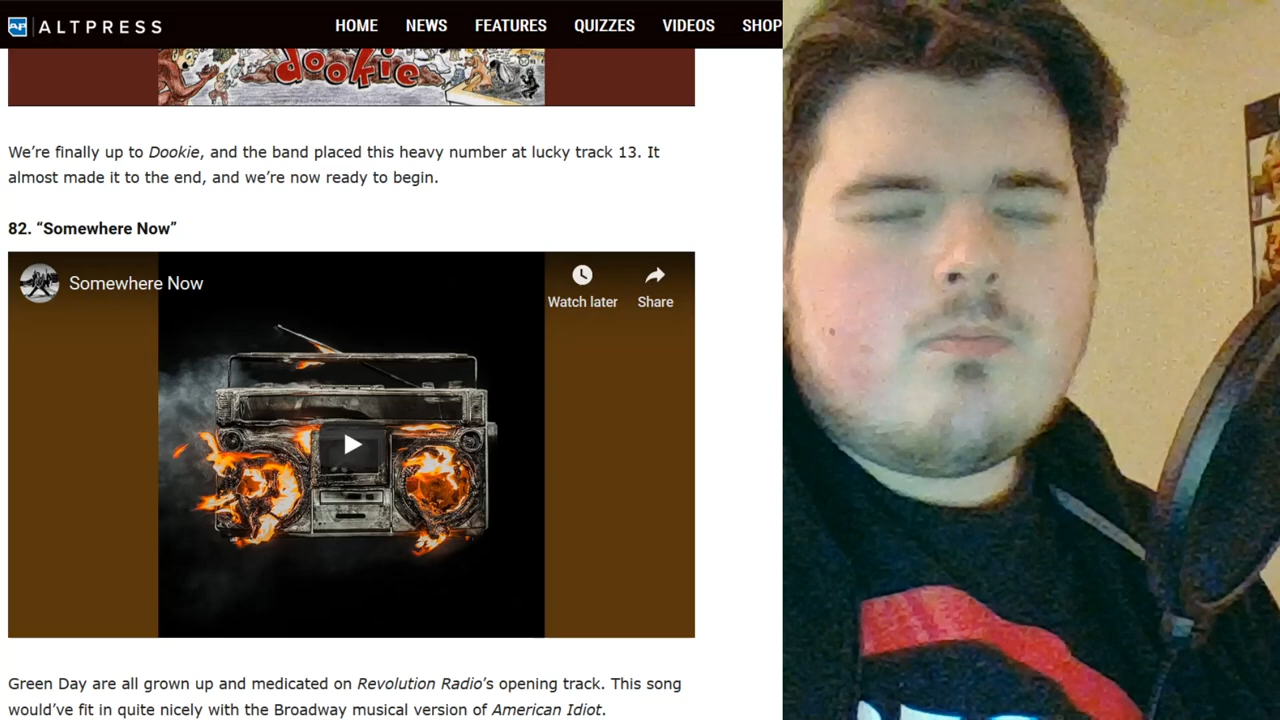 AP ALTPRESS HOME NEWS FEATURES QUIZZES VIDEOS SHOP
dookie
We’re finally up to Dookie, and the band placed this heavy number at lucky track 13. It
almost made it to the end, and we’re now ready to begin.
82. “Somewhere Now”
Somewhere Now
Watch later
Share
Green Day are all grown up and medicated on Revolution Radio’s opening track. This song
would’ve fit in quite nicely with the Broadway musical version of American Idiot.